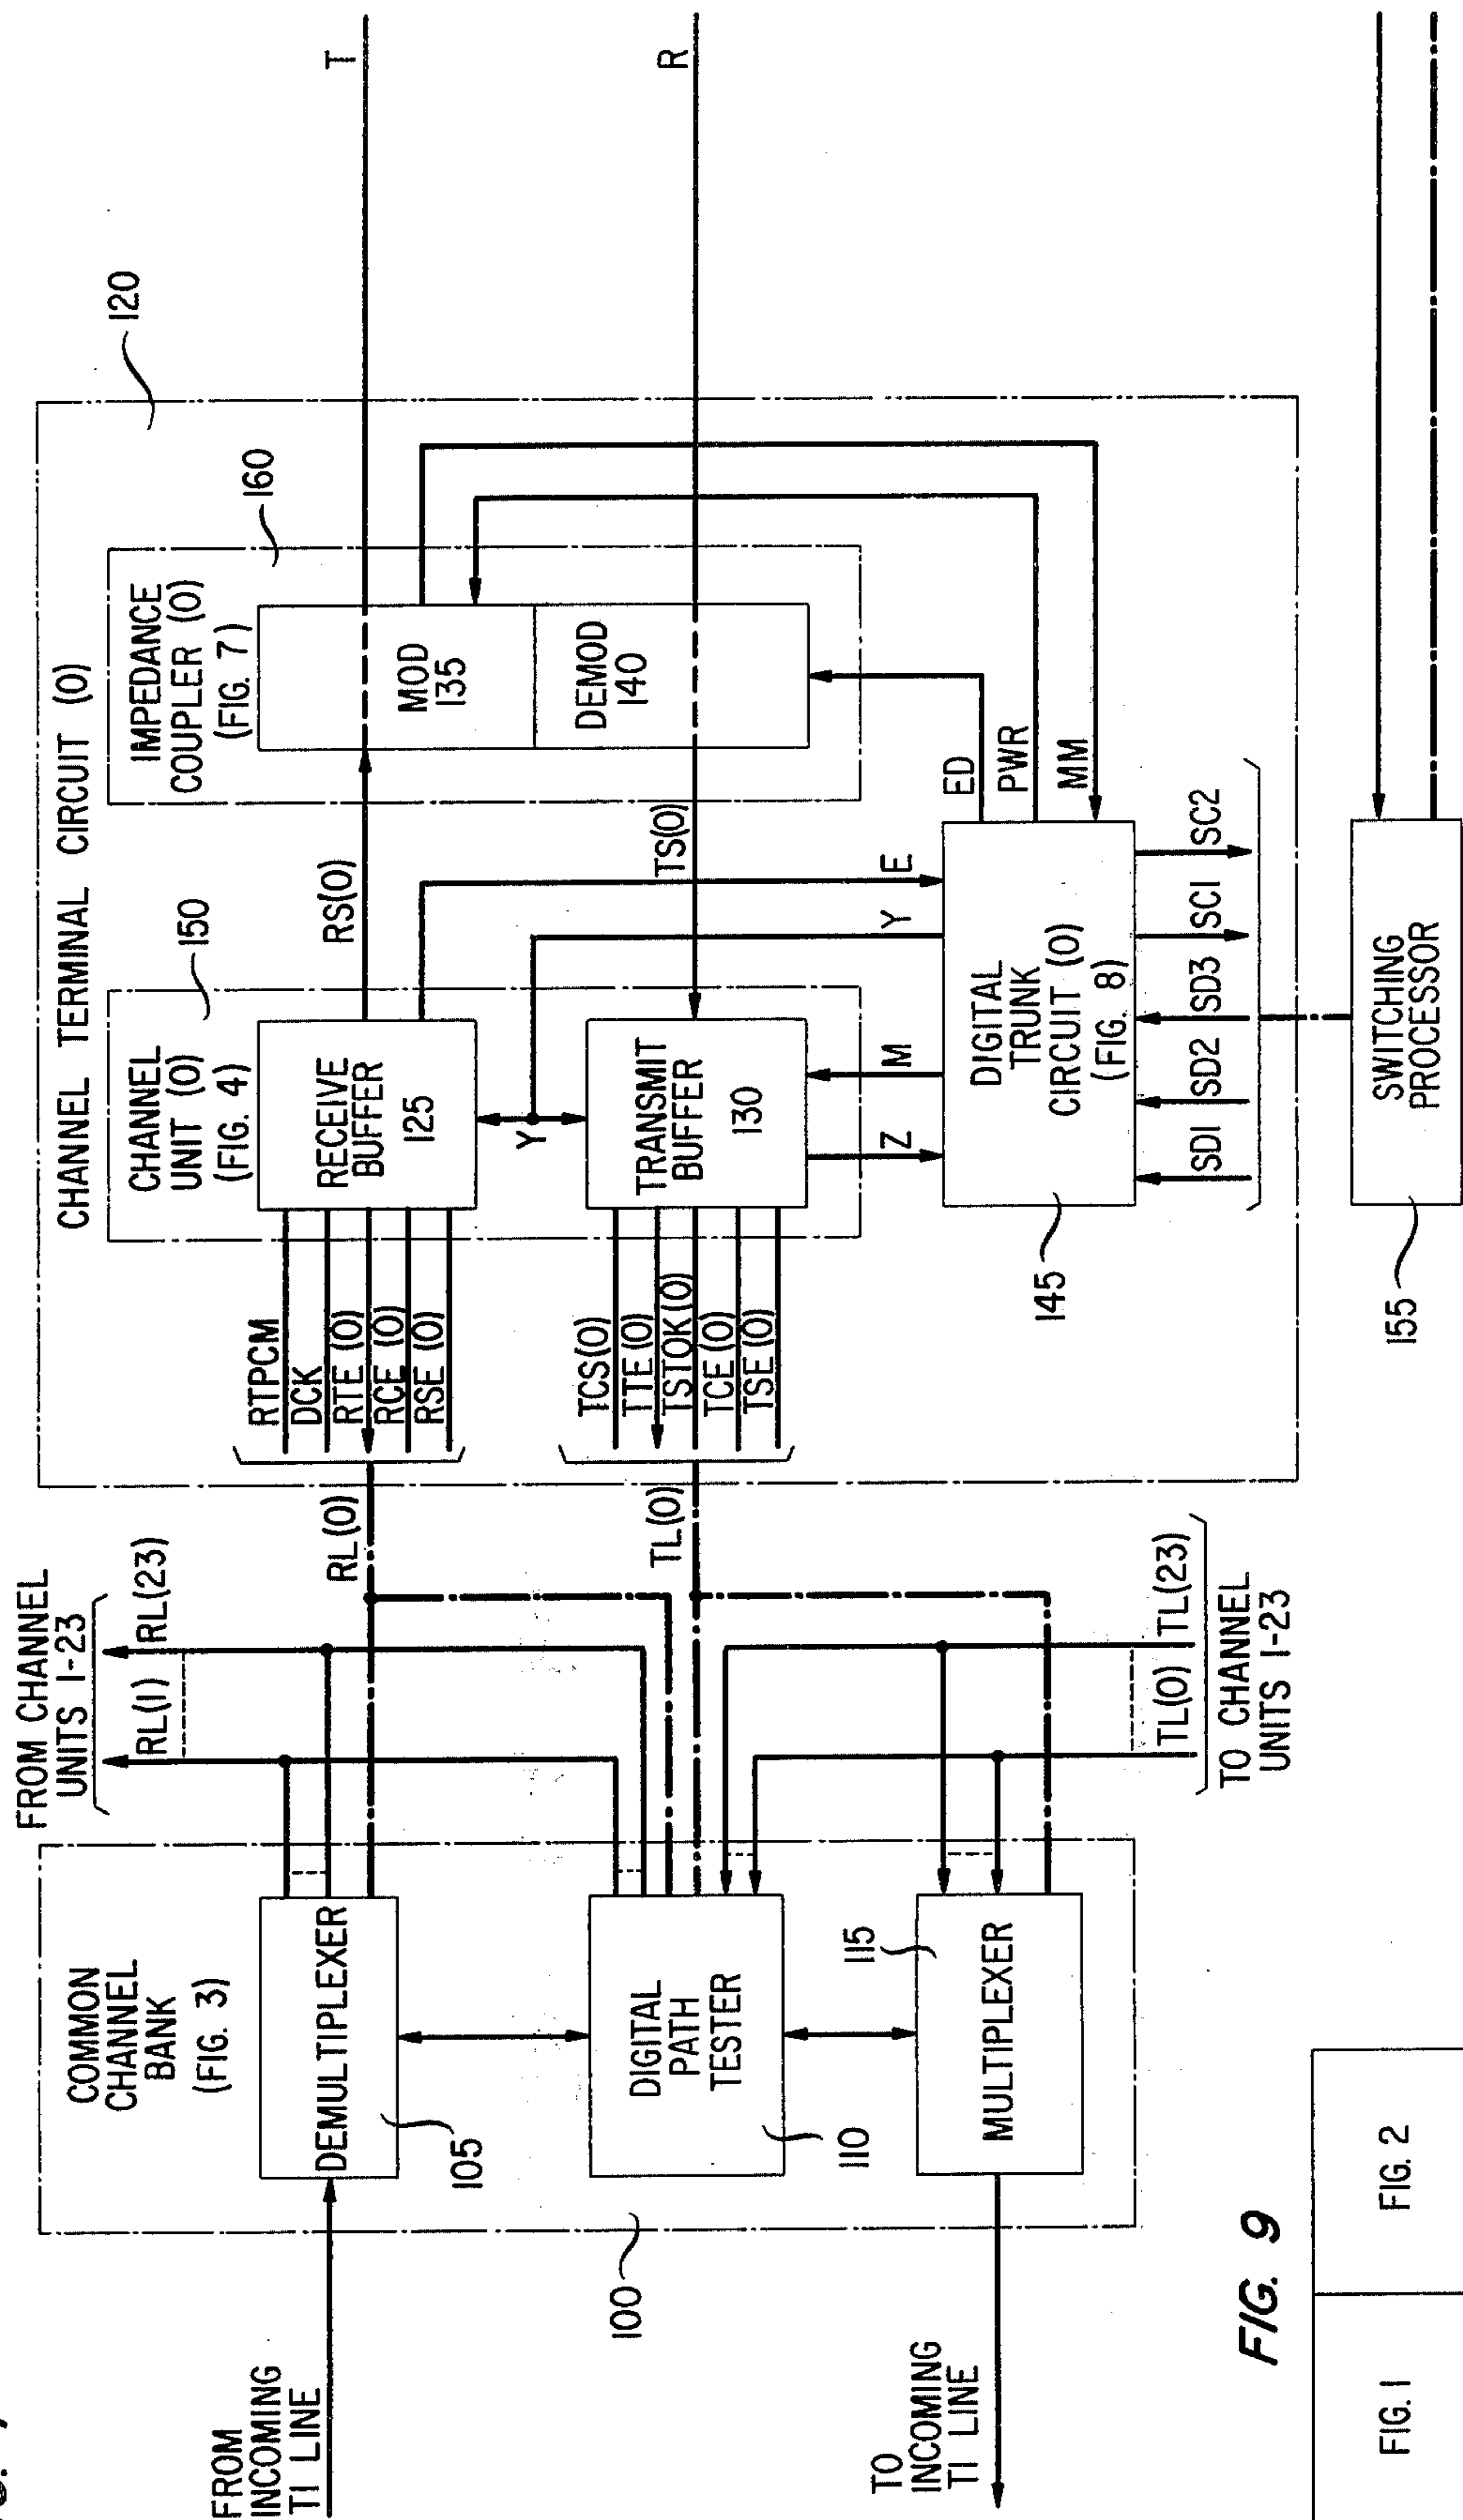 FROM
INCOMING
T1 LINE
COMMON
CHANNEL
BANK
(FIG. 3)
DEMULTIPLEXER
105
DIGITAL
PATH
TESTER
110
115
MULTIPLEXER
100
TO
INCOMING
T1 LINE
FROM CHANNEL
UNITS 1-23
RL(1)
RL(23)
RL(0)
TL(0)
TL(0)
TL(23)
TO CHANNEL
UNITS 1-23
CHANNEL TERMINAL CIRCUIT (0)
120
CHANNEL
UNIT (0)
(FIG. 4)
150
RTPCM
DCK
RTE (0)
RCE (0)
RSE (0)
RECEIVE
BUFFER
125
TCS(0)
TTE(0)
TSTOK(0)
TCE(0)
TSE(0)
TRANSMIT
BUFFER
130
Y
RS(0)
TS(0)
IMPEDANCE
COUPLER (0)
(FIG. 7)
160
MOD
135
DEMOD
140
T
R
Z
M
Y
E
ED
PWR
MM
DIGITAL
TRUNK
CIRCUIT (0)
(FIG. 8)
145
SD1
SD2
SD3
SC1
SC2
SWITCHING
PROCESSOR
155
FIG. 9
FIG. 1
FIG. 2